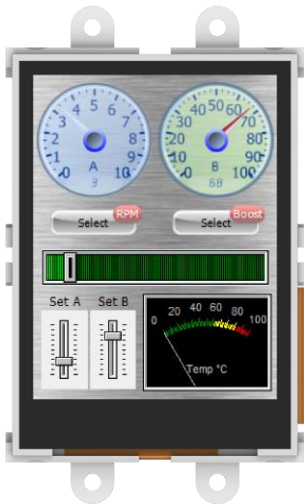 4 5 6
3 7
2 8
1 9
0 10
A
3
40 50 60
30 70
20 80
10 90
0 100
B
68
Select RPM
Select Boost
Set A Set B
0 20 40 60 80 100
Temp °C